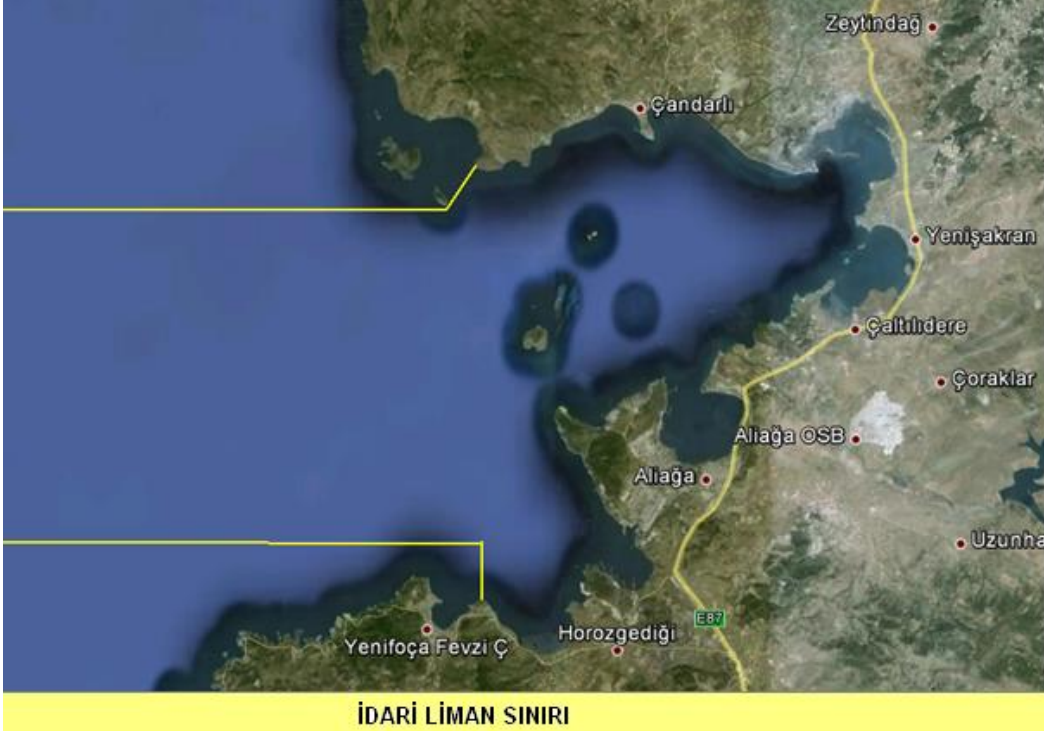 Zeytindağ
Çandarlı
Yenişakran
Çaltılıdere
Çoraklar
Aliağa OSB
Aliağa
Uzunha
E87
Horozgediği
Yenifoça Fevzi Ç
İDARİ LİMAN SINIRI